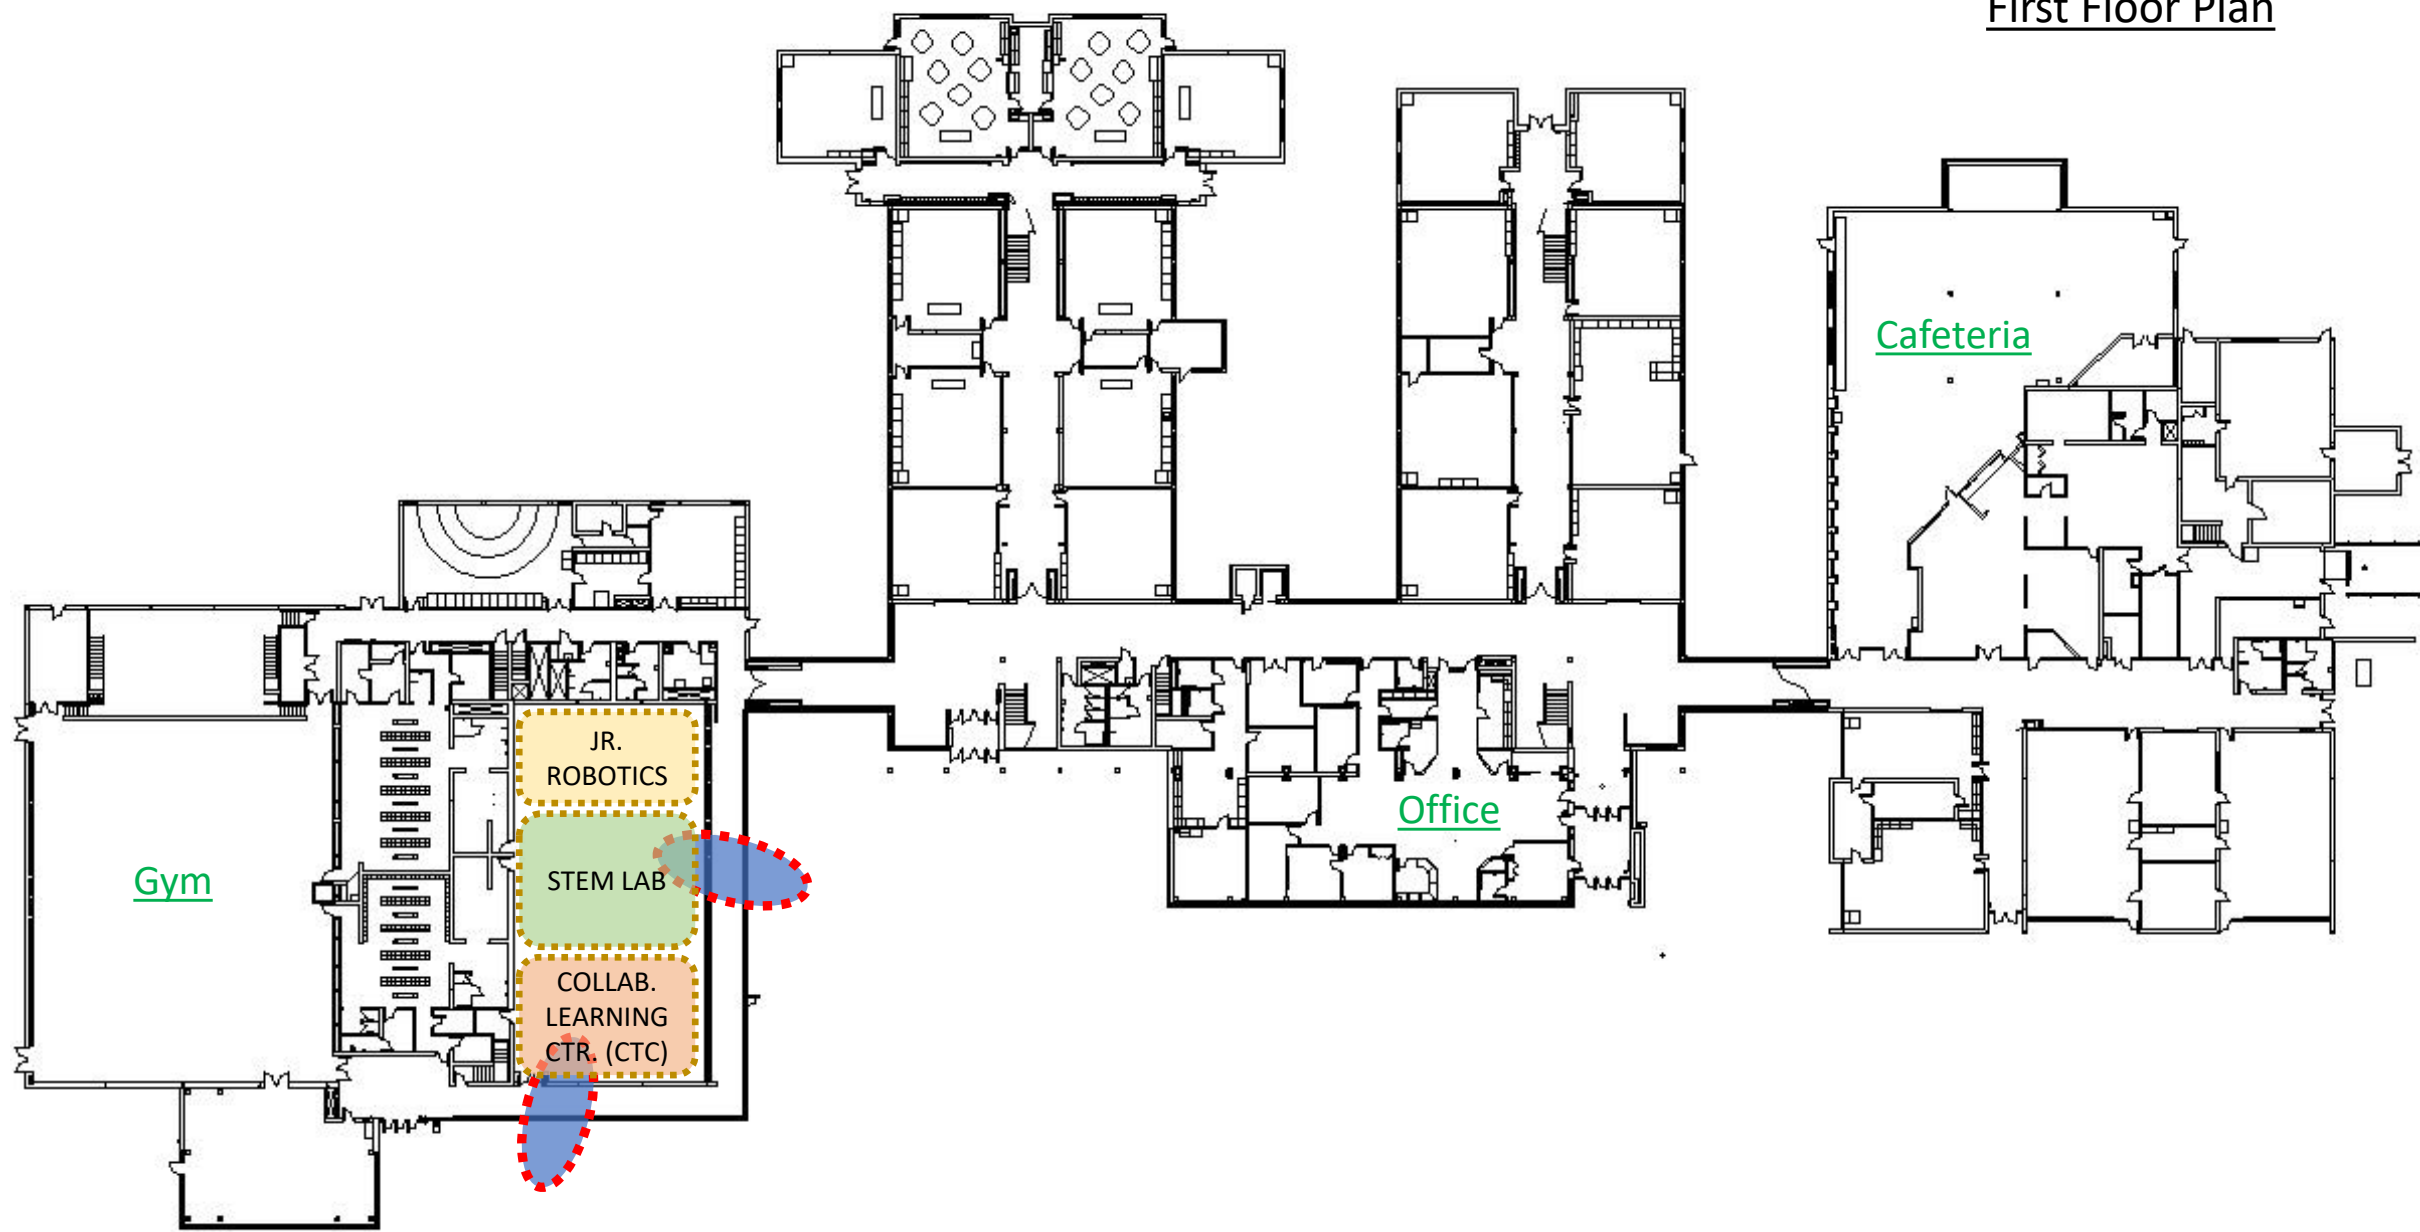 First Floor Plan
Cafeteria
JR.
ROBOTICS
Office
STEM LAB
Gym
COLLAB.
LEARNING
CTR. (CTC)